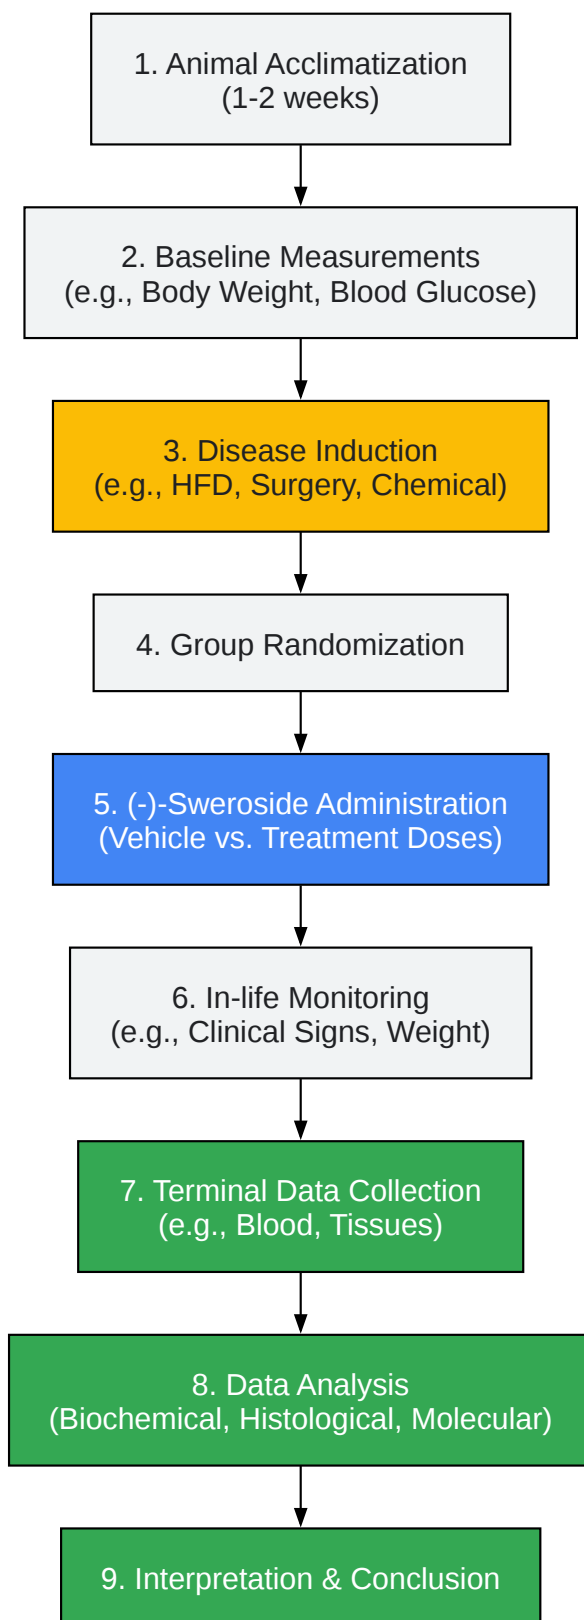 1. Animal Acclimatization
(1-2 weeks)
2. Baseline Measurements
(e.g., Body Weight, Blood Glucose)
3. Disease Induction
(e.g., HFD, Surgery, Chemical)
4. Group Randomization
5. (-)-Sweroside Administration
(Vehicle vs. Treatment Doses)
6. In-life Monitoring
(e.g., Clinical Signs, Weight)
7. Terminal Data Collection
(e.g., Blood, Tissues)
8. Data Analysis
(Biochemical, Histological, Molecular)
9. Interpretation & Conclusion